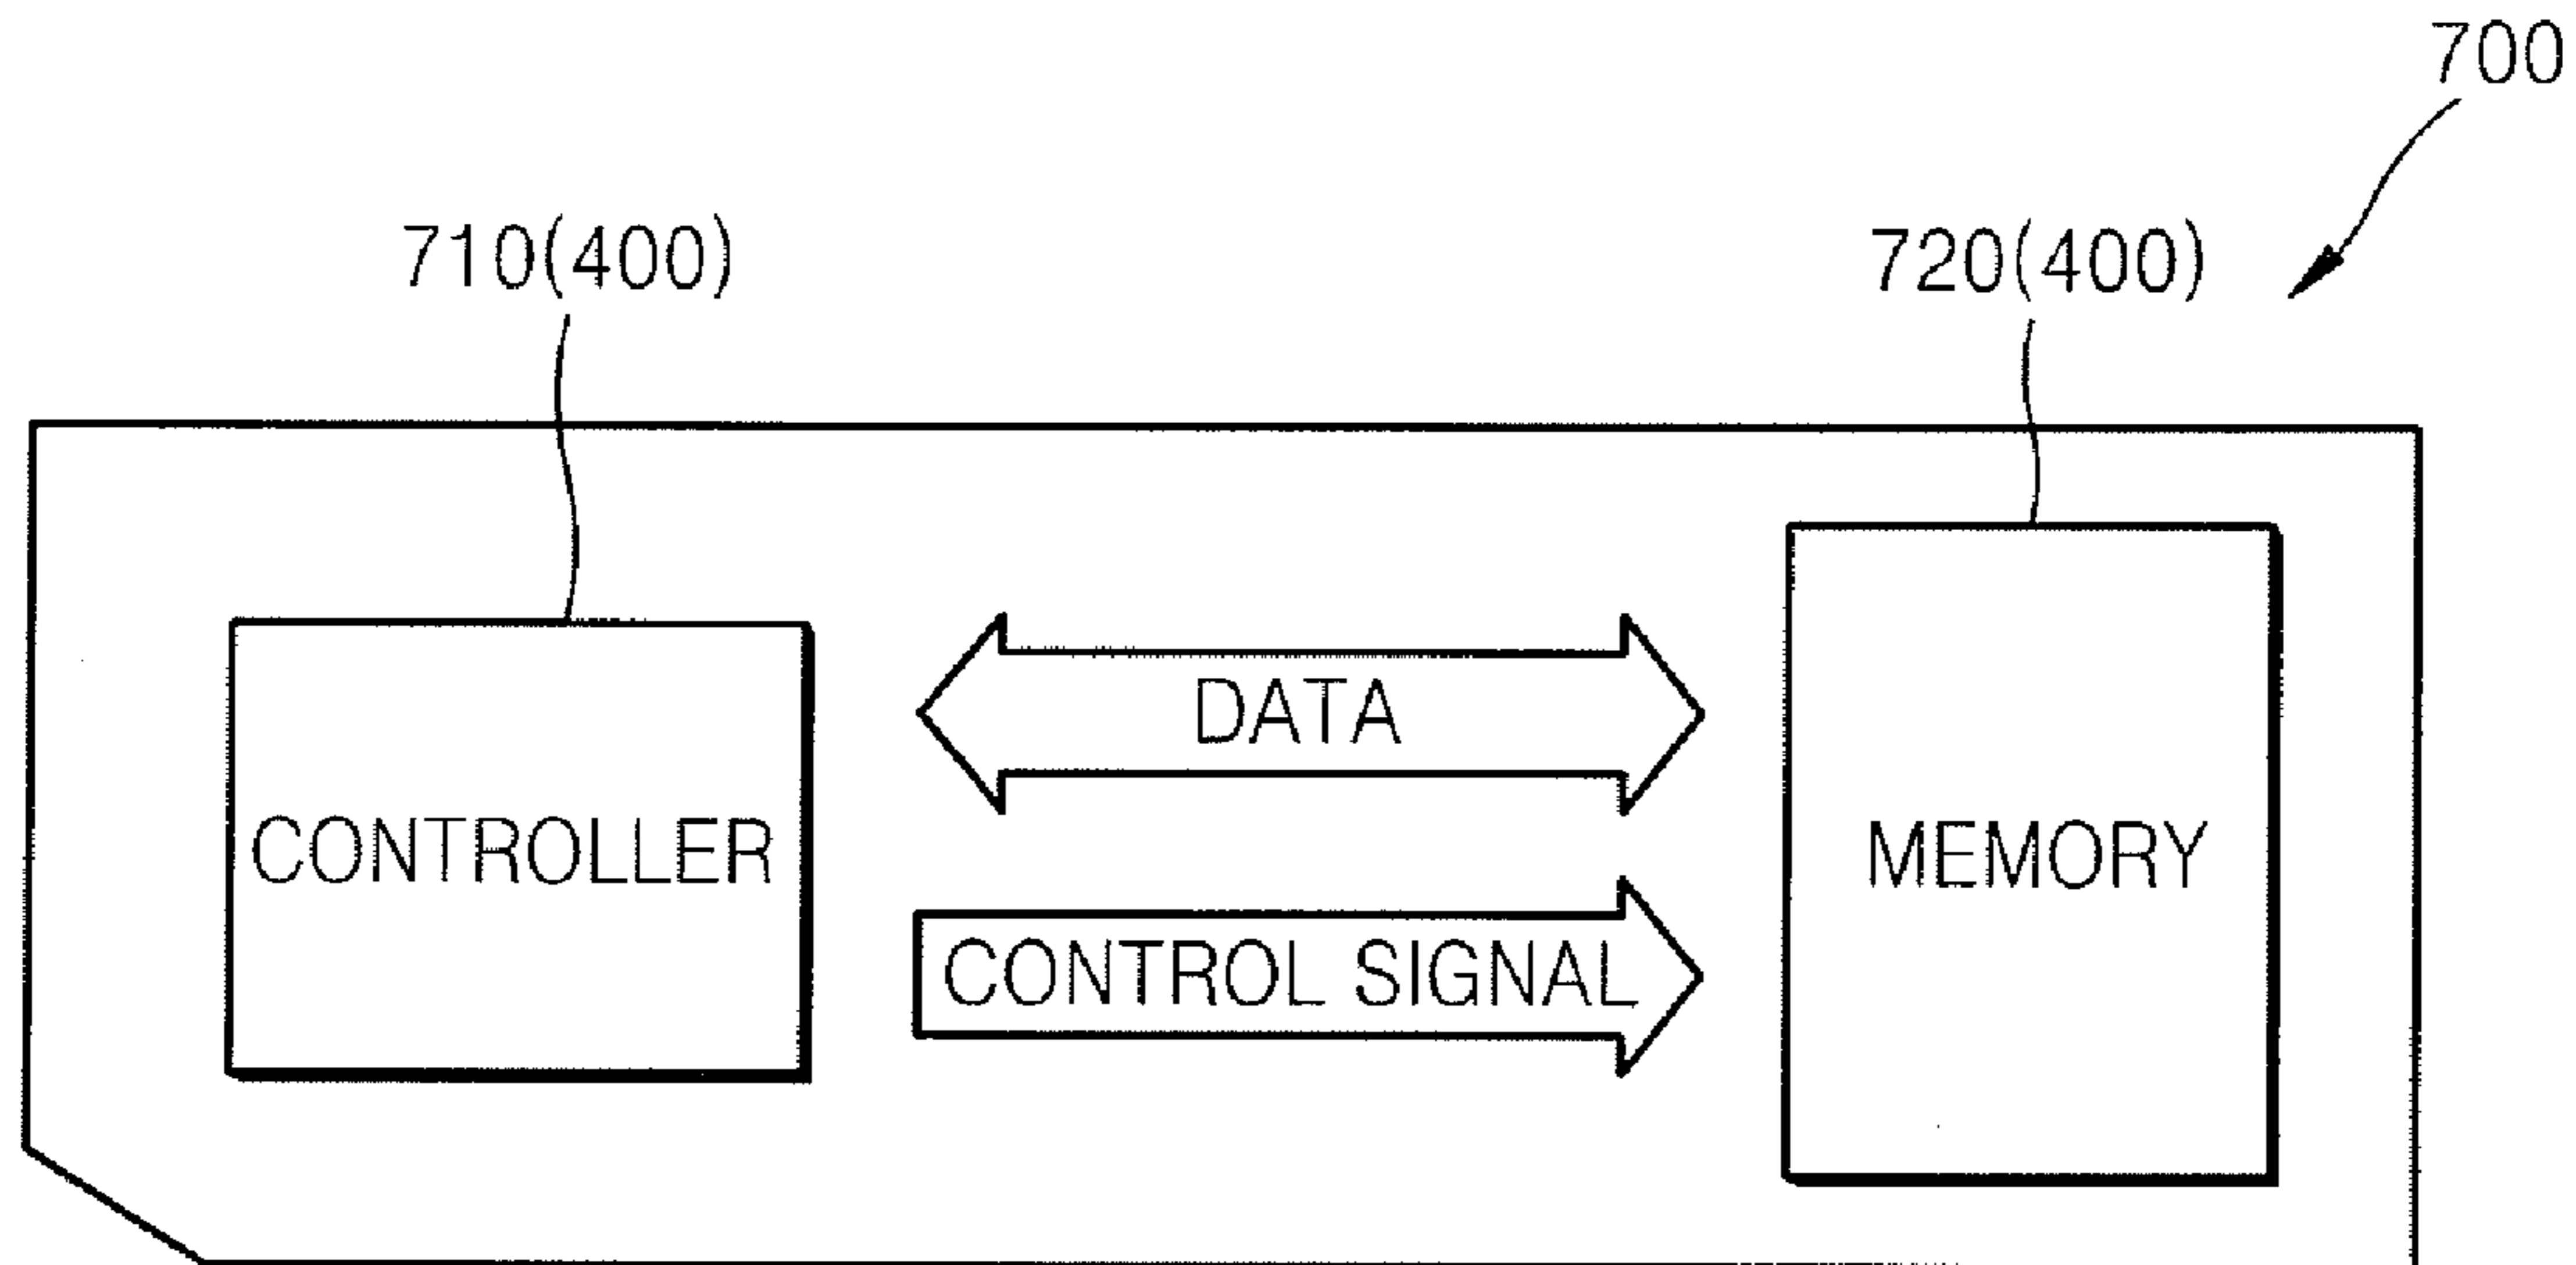 700
710(400)
720(400)
DATA
CONTROLLER
MEMORY
CONTROL SIGNAL